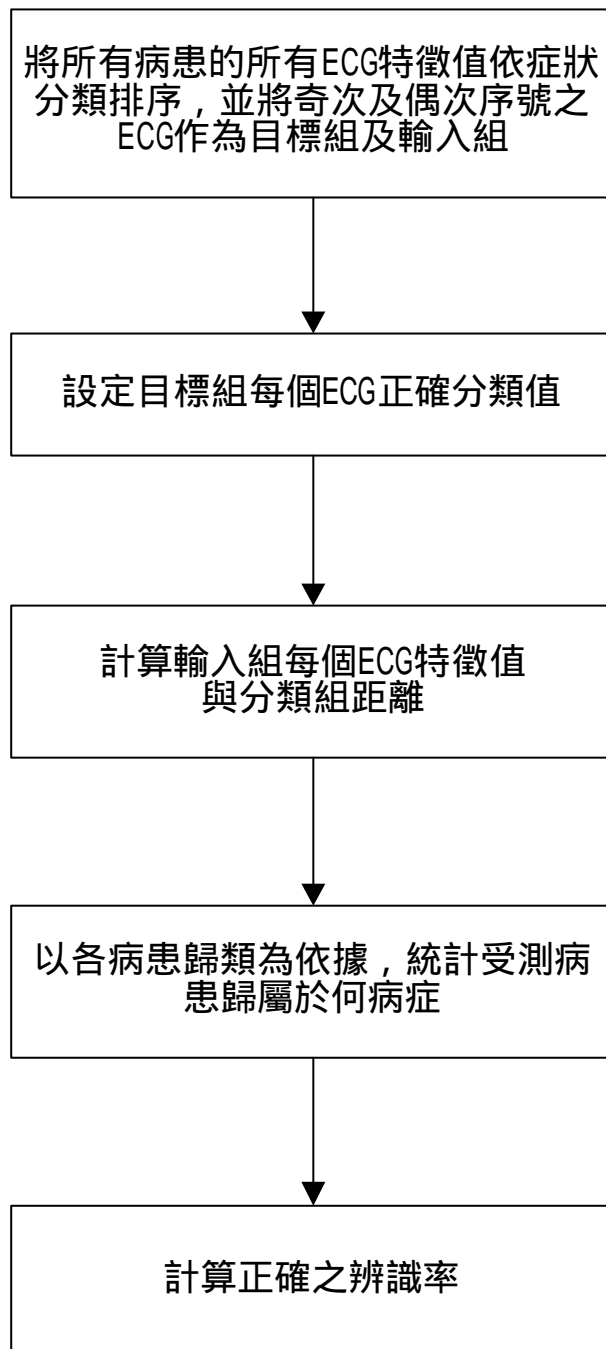 將所有病患的所有ECG特徵值依症狀
分類排序，並將奇次及偶次序號之
ECG作為目標組及輸入組
設定目標組每個ECG正確分類值
計算輸入組每個ECG特徵值
與分類組距離
以各病患歸類為依據，統計受測病
患歸屬於何病症
計算正確之辨識率